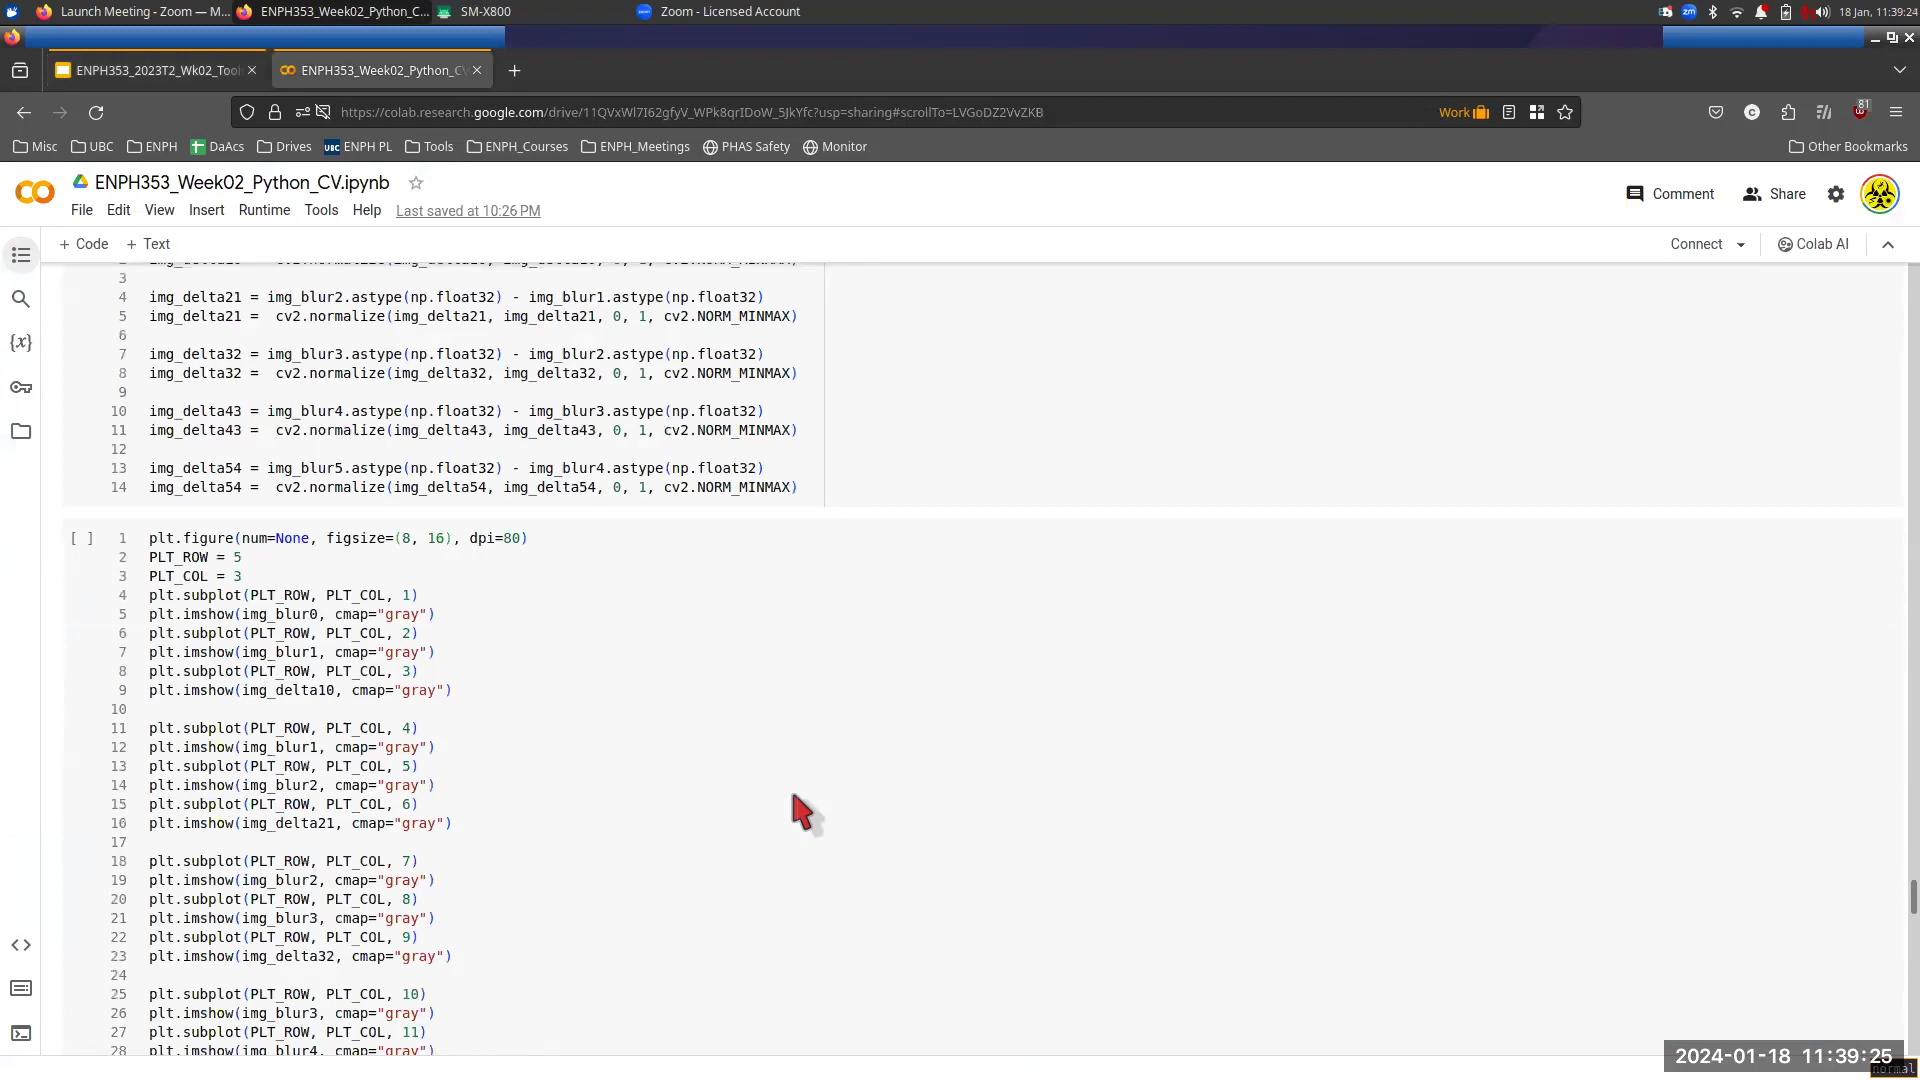 Launch Meeting - Zoom — M... ENPH353_Week02_Python_C... SM-X800 Zoom - Licensed Account zm 18 Jan, 11:39:24
ENPH353_2023T2_Wk02_Tool ENPH353_Week02_Python_CV
https://colab.research.google.com/drive/11QVxWl7I62gfyV_WPk8qrIDoW_5JkYfc?usp=sharing#scrollTo=LVGoDZ2VvZKB Work 81
Misc UBC ENPH DaAcs Drives UBC ENPH PL Tools ENPH_Courses ENPH_Meetings PHAS Safety Monitor Other Bookmarks
ENPH353_Week02_Python_CV.ipynb
Comment Share
File Edit View Insert Runtime Tools Help Last saved at 10:26 PM
+ Code + Text Connect Colab AI
3
4 img_delta21 = img_blur2.astype(np.float32) - img_blur1.astype(np.float32)
5 img_delta21 =  cv2.normalize(img_delta21, img_delta21, 0, 1, cv2.NORM_MINMAX)
6
7 img_delta32 = img_blur3.astype(np.float32) - img_blur2.astype(np.float32)
8 img_delta32 =  cv2.normalize(img_delta32, img_delta32, 0, 1, cv2.NORM_MINMAX)
9
10 img_delta43 = img_blur4.astype(np.float32) - img_blur3.astype(np.float32)
11 img_delta43 =  cv2.normalize(img_delta43, img_delta43, 0, 1, cv2.NORM_MINMAX)
12
13 img_delta54 = img_blur5.astype(np.float32) - img_blur4.astype(np.float32)
14 img_delta54 =  cv2.normalize(img_delta54, img_delta54, 0, 1, cv2.NORM_MINMAX)
[ ] 1 plt.figure(num=None, figsize=(8, 16), dpi=80)
2 PLT_ROW = 5
3 PLT_COL = 3
4 plt.subplot(PLT_ROW, PLT_COL, 1)
5 plt.imshow(img_blur0, cmap="gray")
6 plt.subplot(PLT_ROW, PLT_COL, 2)
7 plt.imshow(img_blur1, cmap="gray")
8 plt.subplot(PLT_ROW, PLT_COL, 3)
9 plt.imshow(img_delta10, cmap="gray")
10
11 plt.subplot(PLT_ROW, PLT_COL, 4)
12 plt.imshow(img_blur1, cmap="gray")
13 plt.subplot(PLT_ROW, PLT_COL, 5)
14 plt.imshow(img_blur2, cmap="gray")
15 plt.subplot(PLT_ROW, PLT_COL, 6)
16 plt.imshow(img_delta21, cmap="gray")
17
18 plt.subplot(PLT_ROW, PLT_COL, 7)
19 plt.imshow(img_blur2, cmap="gray")
20 plt.subplot(PLT_ROW, PLT_COL, 8)
21 plt.imshow(img_blur3, cmap="gray")
22 plt.subplot(PLT_ROW, PLT_COL, 9)
23 plt.imshow(img_delta32, cmap="gray")
24
25 plt.subplot(PLT_ROW, PLT_COL, 10)
26 plt.imshow(img_blur3, cmap="gray")
27 plt.subplot(PLT_ROW, PLT_COL, 11)
28 plt.imshow(img_blur4, cmap="gray")
2024-01-18 11:39:25
normal